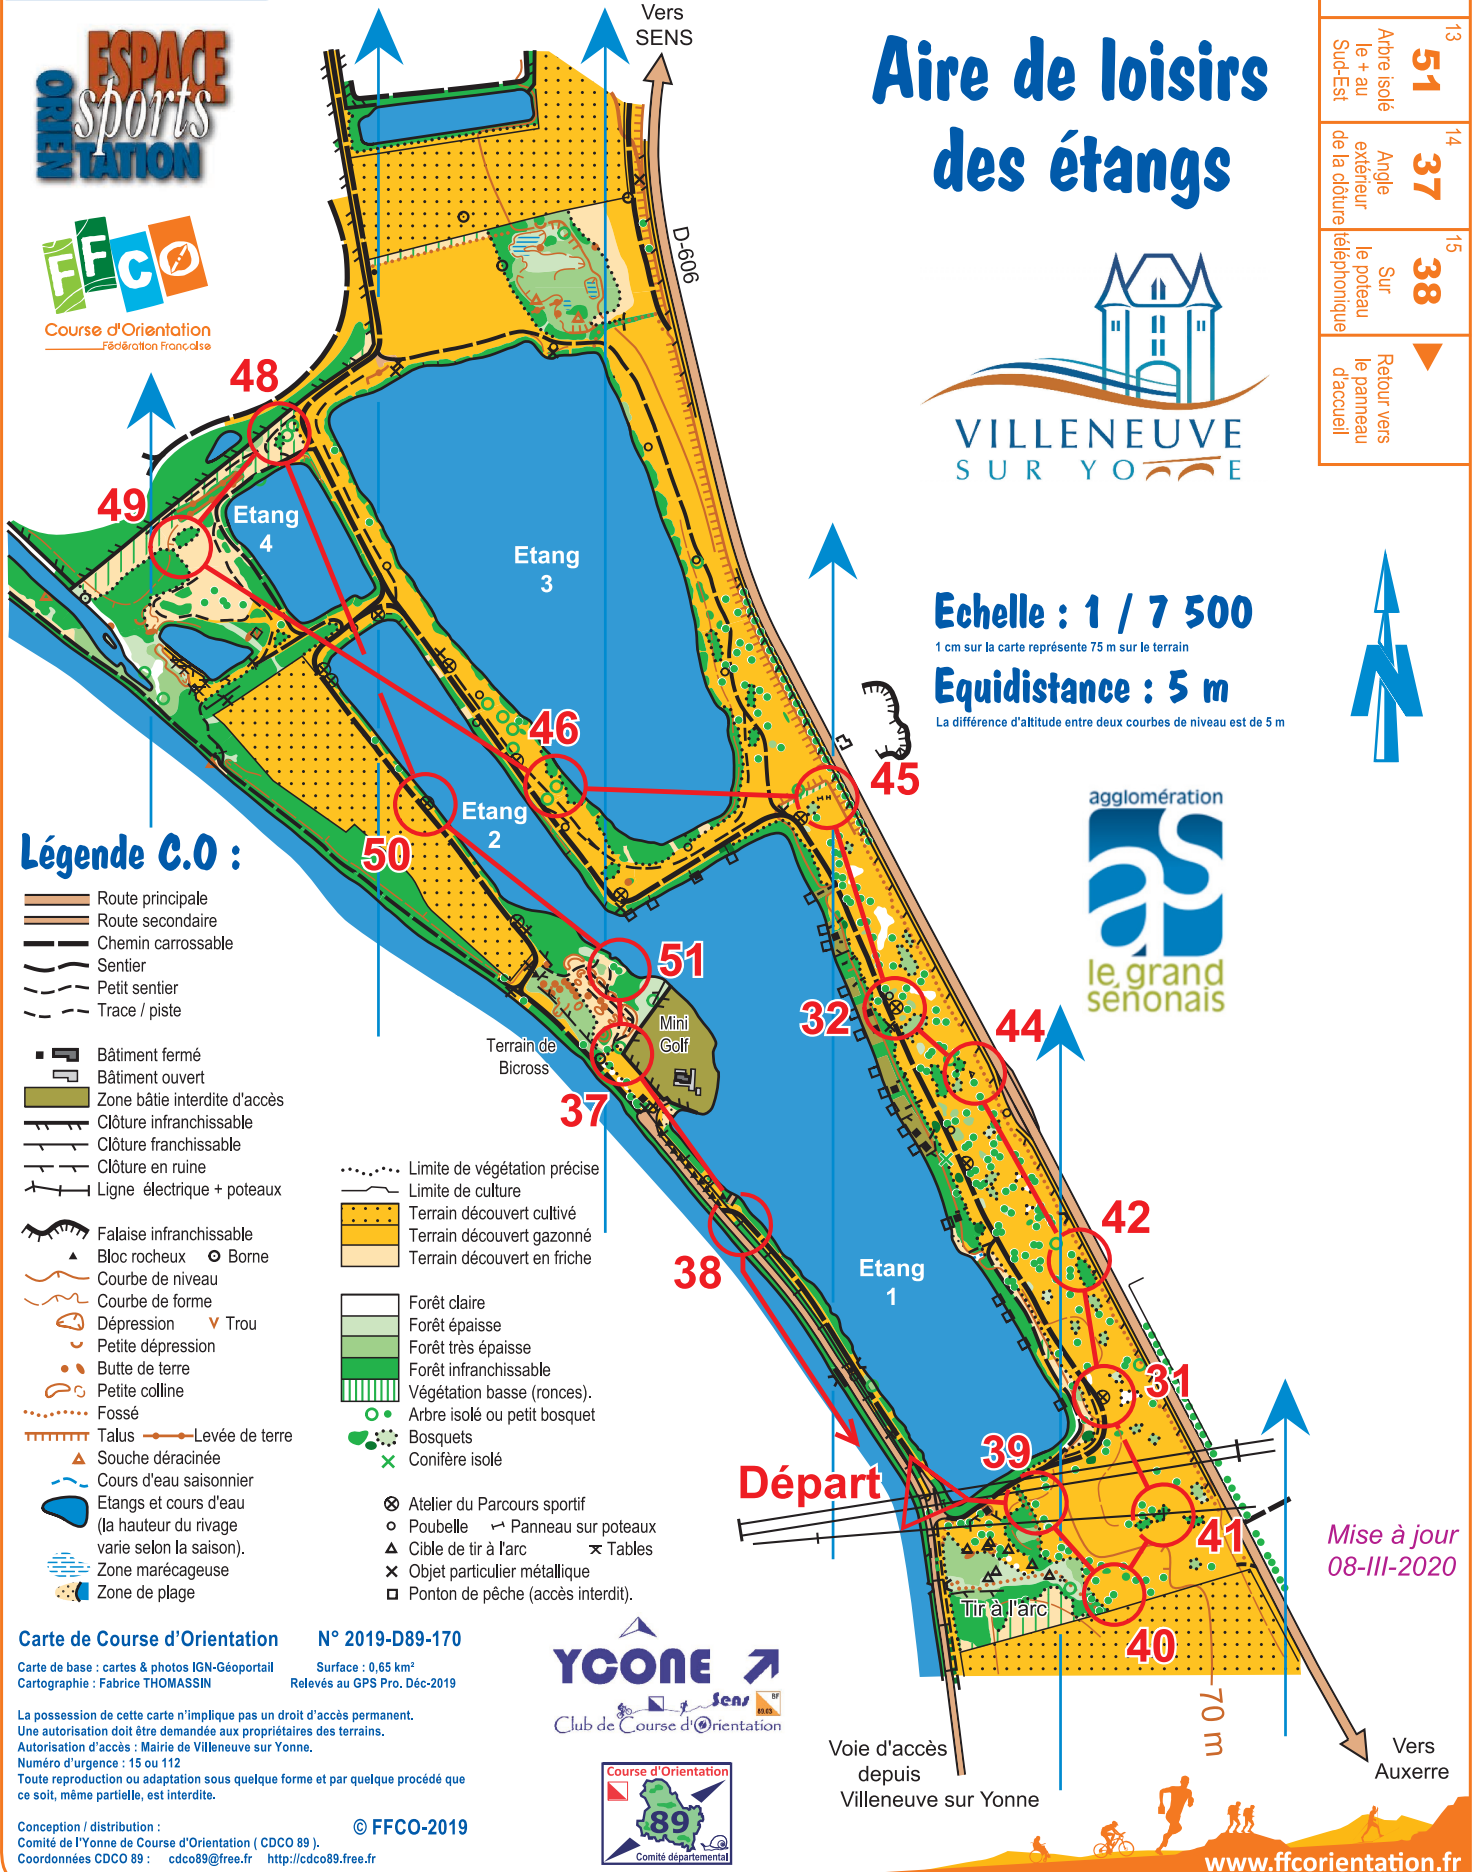 ESPACE
sports
ORIEN
TATION
FFCO
Course d'Orientation
Fédération Française
Vers
SENS
D-606
Aire de loisirs
des étangs
VILLENEUVE
SUR YONNE
13
51
Arbre isolé
le + au
Sud-Est
14
37
Angle
extérieur
de la clôture
15
38
Sur
le poteau
téléphonique
Retour vers
le panneau
d'accueil
Echelle : 1 / 7 500
1 cm sur la carte représente 75 m sur le terrain
Equidistance : 5 m
La différence d'altitude entre deux courbes de niveau est de 5 m
N
agglomération
as
le grand
sénonais
48
49
Etang
4
Etang
3
46
45
50
Etang
2
51
32
44
Mini
Golf
Terrain de
Bicross
37
42
38
Etang
1
31
39
Départ
41
Tir à l'arc
40
70 m
Mise à jour
08-III-2020
Voie d'accès
depuis
Villeneuve sur Yonne
Vers
Auxerre
Légende C.O :
Route principale
Route secondaire
Chemin carrossable
Sentier
Petit sentier
Trace / piste
Bâtiment fermé
Bâtiment ouvert
Zone bâtie interdite d'accès
Clôture infranchissable
Clôture franchissable
Clôture en ruine
Ligne électrique + poteaux
Falaise infranchissable
Bloc rocheux Borne
Courbe de niveau
Courbe de forme
Dépression Trou
Petite dépression
Butte de terre
Petite colline
Fossé
Talus Levée de terre
Souche déracinée
Cours d'eau saisonnier
Etangs et cours d'eau
(la hauteur du rivage
varie selon la saison).
Zone marécageuse
Zone de plage
Limite de végétation précise
Limite de culture
Terrain découvert cultivé
Terrain découvert gazonné
Terrain découvert en friche
Forêt claire
Forêt épaisse
Forêt très épaisse
Forêt infranchissable
Végétation basse (ronces).
Arbre isolé ou petit bosquet
Bosquets
Conifère isolé
Atelier du Parcours sportif
Poubelle Panneau sur poteaux
Cible de tir à l'arc Tables
Objet particulier métallique
Ponton de pêche (accès interdit).
Carte de Course d'Orientation N° 2019-D89-170
Carte de base : cartes & photos IGN-Géoportail Surface : 0,65 km²
Cartographie : Fabrice THOMASSIN Relevés au GPS Pro. Déc-2019
La possession de cette carte n'implique pas un droit d'accès permanent.
Une autorisation doit être demandée aux propriétaires des terrains.
Autorisation d'accès : Mairie de Villeneuve sur Yonne.
Numéro d'urgence : 15 ou 112
Toute reproduction ou adaptation sous quelque forme et par quelque procédé que
ce soit, même partielle, est interdite.
Conception / distribution : © FFCO-2019
Comité de l'Yonne de Course d'Orientation ( CDCO 89 ).
Coordonnées CDCO 89 : cdco89@free.fr http://cdco89.free.fr
YCONE
Sens
BF
89.03
Club de Course d'Orientation
Course d'Orientation
89
Comité départemental
www.ffcorientation.fr